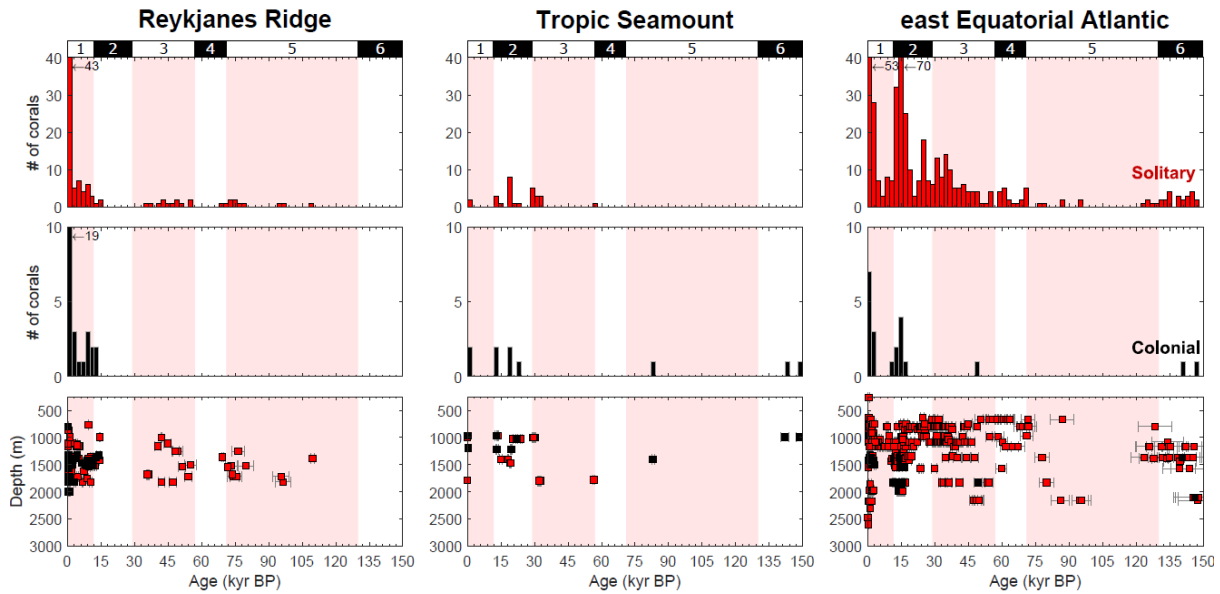 Reykjanes Ridge
Tropic Seamount
east Equatorial Atlantic
1 2 3 4 5 6
1 2 3 4 5 6
1 2 3 4 5 6
# of corals
40
30
20
10
0
←43
40
30
20
10
0
40
30
20
10
0
←53
←70
Solitary
# of corals
10
5
0
←19
10
5
0
10
5
0
Colonial
Depth (m)
500
1000
1500
2000
2500
3000
500
1000
1500
2000
2500
3000
500
1000
1500
2000
2500
3000
0 15 30 45 60 75 90 105 120 135 150
0 15 30 45 60 75 90 105 120 135 150
0 15 30 45 60 75 90 105 120 135 150
Age (kyr BP)
Age (kyr BP)
Age (kyr BP)